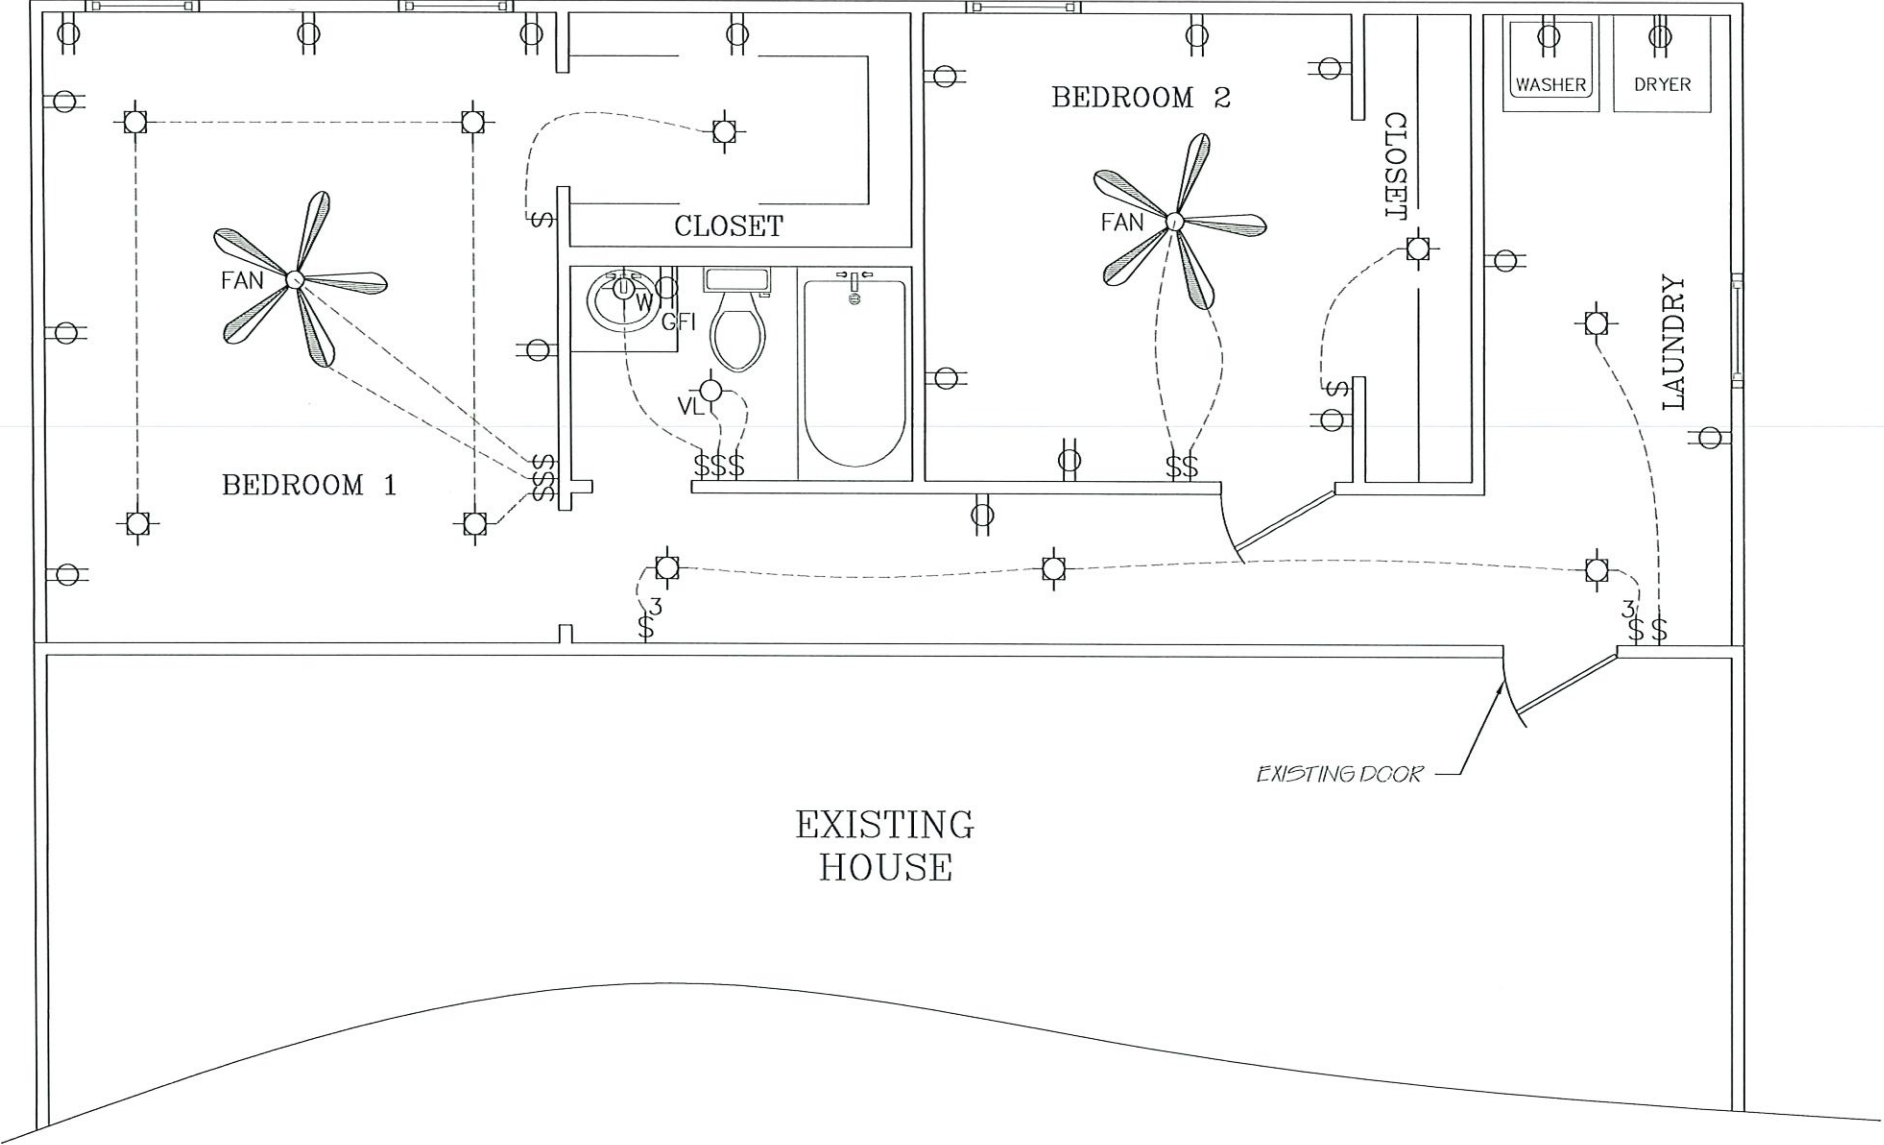 WASHER
DRYER
BEDROOM 2
CLOSET
FAN
CLOSET
$
FAN
W
GFI
LAUNDRY
VL
$
$$$
$$
$
$
$
BEDROOM 1
3
$
3
$$
EXISTING DOOR
EXISTING
HOUSE